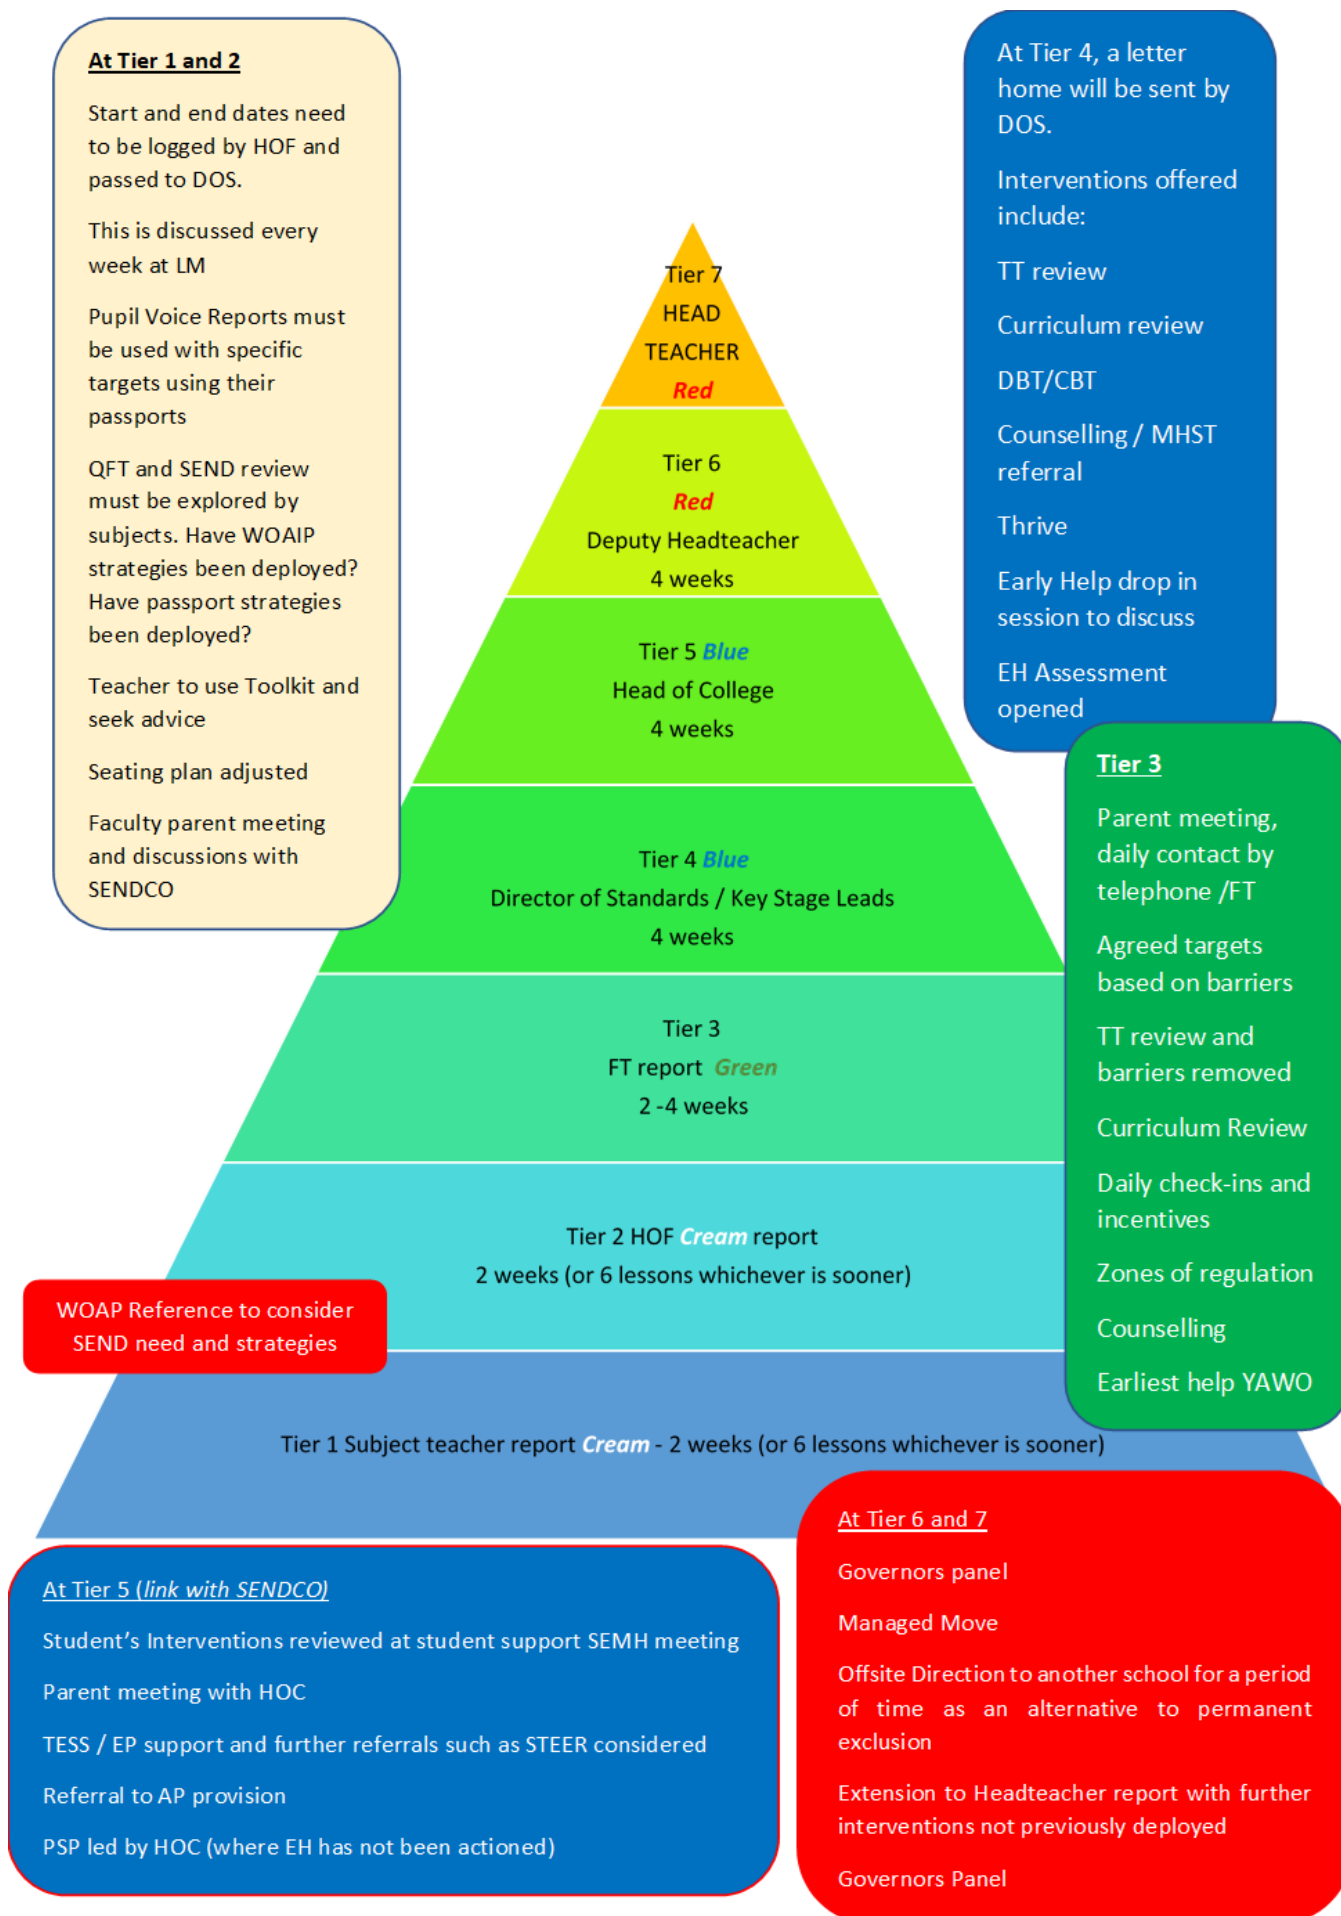 At Tier 1 and 2
Start and end dates need
to be logged by HOF and
passed to DOS.
This is discussed every
week at LM
Pupil Voice Reports must
be used with specific
targets using their
passports
QFT and SEND review
must be explored by
subjects. Have WOAIP
strategies been deployed?
Have passport strategies
been deployed?
Teacher to use Toolkit and
seek advice
Seating plan adjusted
Faculty parent meeting
and discussions with
SENDCO
At Tier 4, a letter
home will be sent by
DOS.
Interventions offered
include:
TT review
Curriculum review
DBT/CBT
Counselling / MHST
referral
Thrive
Early Help drop in
session to discuss
EH Assessment
opened
Tier 7
HEAD
TEACHER
Red
Tier 6
Red
Deputy Headteacher
4 weeks
Tier 5 Blue
Head of College
4 weeks
Tier 4 Blue
Director of Standards / Key Stage Leads
4 weeks
Tier 3
FT report Green
2 -4 weeks
Tier 2 HOF Cream report
2 weeks (or 6 lessons whichever is sooner)
Tier 1 Subject teacher report Cream - 2 weeks (or 6 lessons whichever is sooner)
Tier 3
Parent meeting,
daily contact by
telephone /FT
Agreed targets
based on barriers
TT review and
barriers removed
Curriculum Review
Daily check-ins and
incentives
Zones of regulation
Counselling
Earliest help YAWO
WOAP Reference to consider
SEND need and strategies
At Tier 5 (link with SENDCO)
Student's Interventions reviewed at student support SEMH meeting
Parent meeting with HOC
TESS / EP support and further referrals such as STEER considered
Referral to AP provision
PSP led by HOC (where EH has not been actioned)
At Tier 6 and 7
Governors panel
Managed Move
Offsite Direction to another school for a period
of time as an alternative to permanent
exclusion
Extension to Headteacher report with further
interventions not previously deployed
Governors Panel